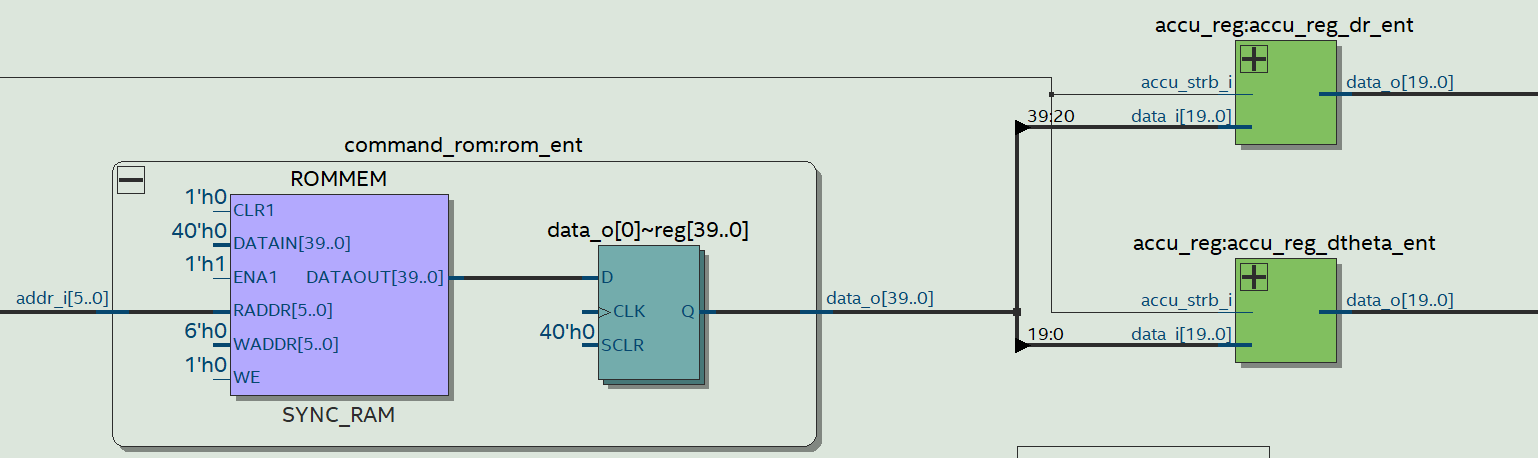 accu_reg:accu_reg_dr_ent
accu_strb_i
data_o[19..0]
39:20
data_i[19..0]
command_rom:rom_ent
ROMMEM
1'h0
CLR1
40'h0
DATAIN[39..0]
1'h1
ENA1
DATAOUT[39..0]
addr_i[5..0]
RADDR[5..0]
6'h0
WADDR[5..0]
1'h0
WE
SYNC_RAM
data_o[0]~reg[39..0]
D
CLK
Q
40'h0
SCLR
data_o[39..0]
accu_reg:accu_reg_dtheta_ent
accu_strb_i
data_o[19..0]
19:0
data_i[19..0]